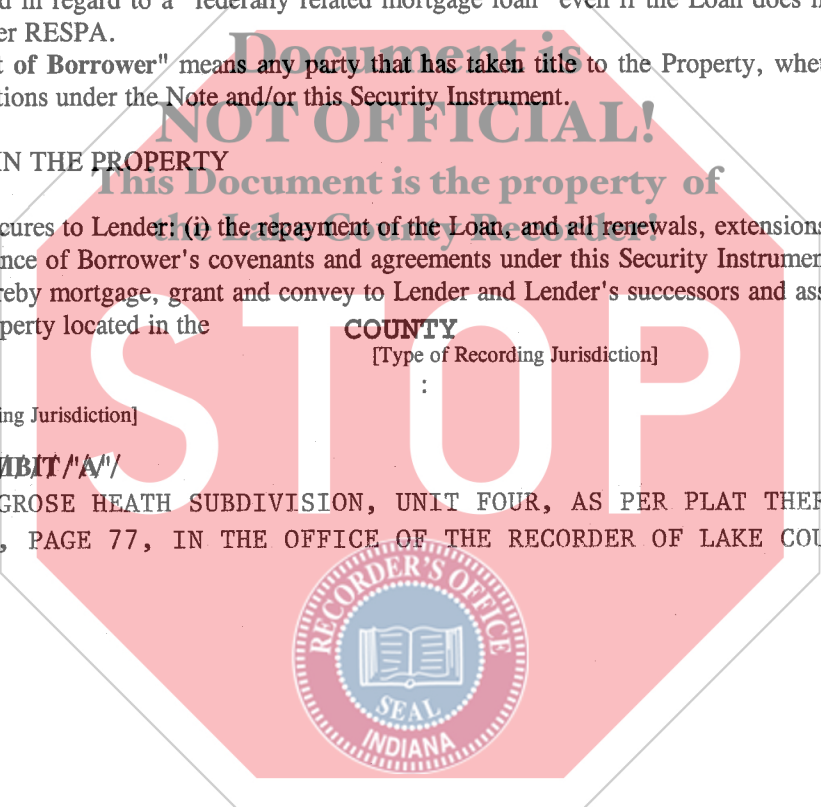 d in regard to a "federally related mortgage loan" even if the Loan does
er RESPA.
Document is
t of Borrower" means any party that has taken title to the Property,
tions under the Note and/or this Security Instrument.
NOT OFFICIAL!
IN THE PROPERTY
This Document is the property of
cures to Lender: (i) the repayment of the Loan, and all renewals, extensions
the Lake County Recorder!
nce of Borrower's covenants and agreements under this Security Instrumen
reby mortgage, grant and convey to Lender and Lender's successors and ass
perty located in the COUNTY
[Type of Recording Jurisdiction]
:
ing Jurisdiction]
IBIT "A"
GROSE HEATH SUBDIVISION, UNIT FOUR, AS PER PLAT THER
, PAGE 77, IN THE OFFICE OF THE RECORDER OF LAKE COU
STOP
RECORDER'S OFFICE
SEAL
INDIANA